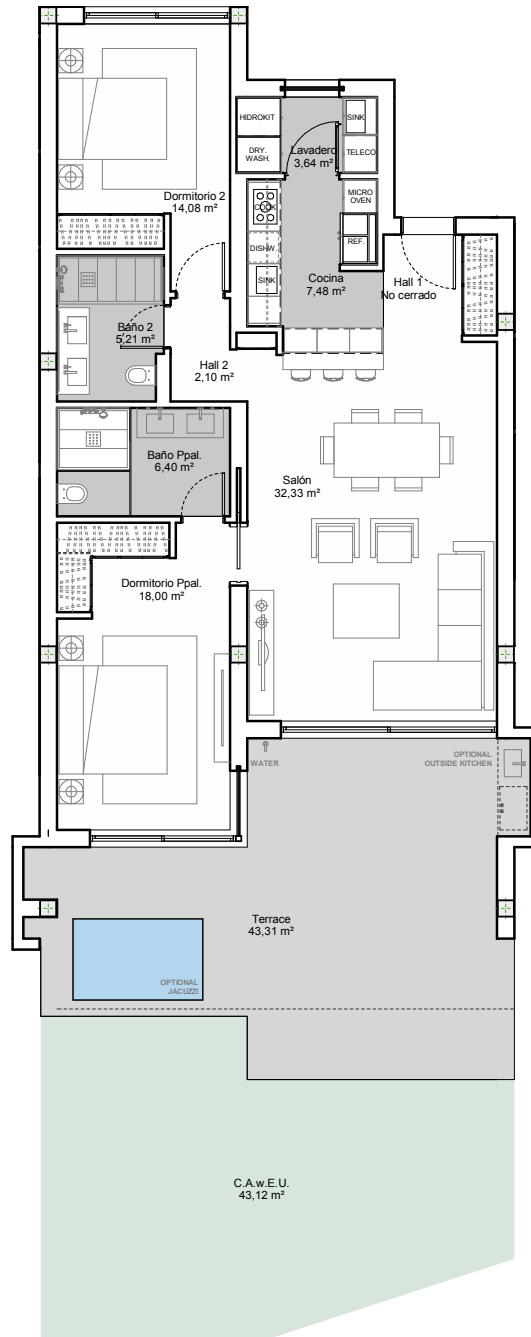 HIDROKIT
Lavadero
3,64 m²
SINK
DRY.
WASH.
TELECO
Dormitorio 2
14,08 m²
COOK
MICRO
OVEN
DISHW.
REF.
SINK
Cocina
7,48 m²
Hall 1
No cerrado
Baño 2
5,21 m²
Hall 2
2,10 m²
Baño Ppal.
6,40 m²
Salón
32,33 m²
Dormitorio Ppal.
18,00 m²
WATER
OPTIONAL
OUTSIDE KITCHEN
Terrace
43,31 m²
OPTIONAL
JACUZZI
C.A.w.E.U.
43,12 m²